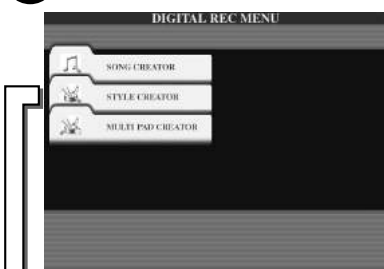 DIGITAL REC MENU
SONG CREATOR
STYLE CREATOR
MULTI PAD CREATOR